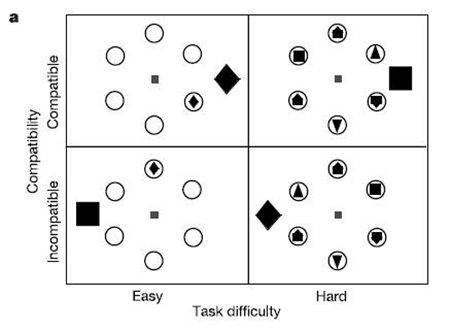 a
Compatibility
Compatible
Incompatible
Easy
Hard
Task difficulty